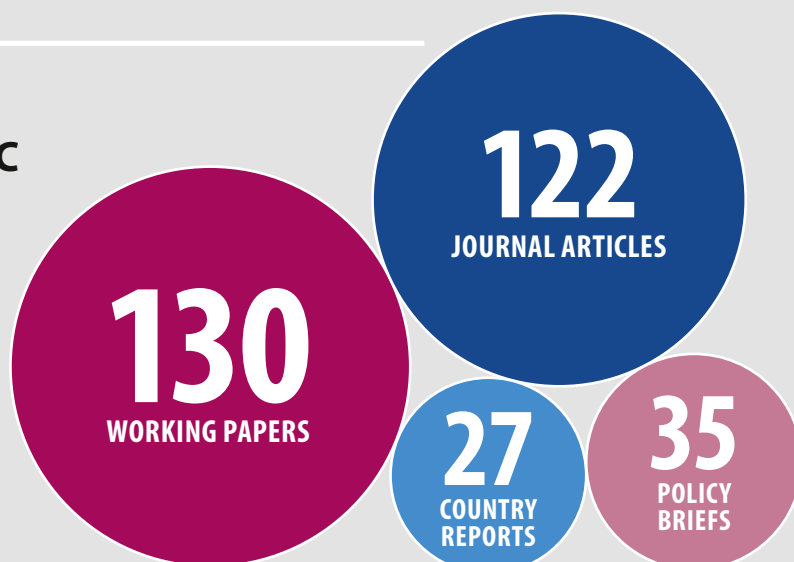 C
122
JOURNAL ARTICLES
130
WORKING PAPERS
27
COUNTRY
REPORTS
35
POLICY
BRIEFS